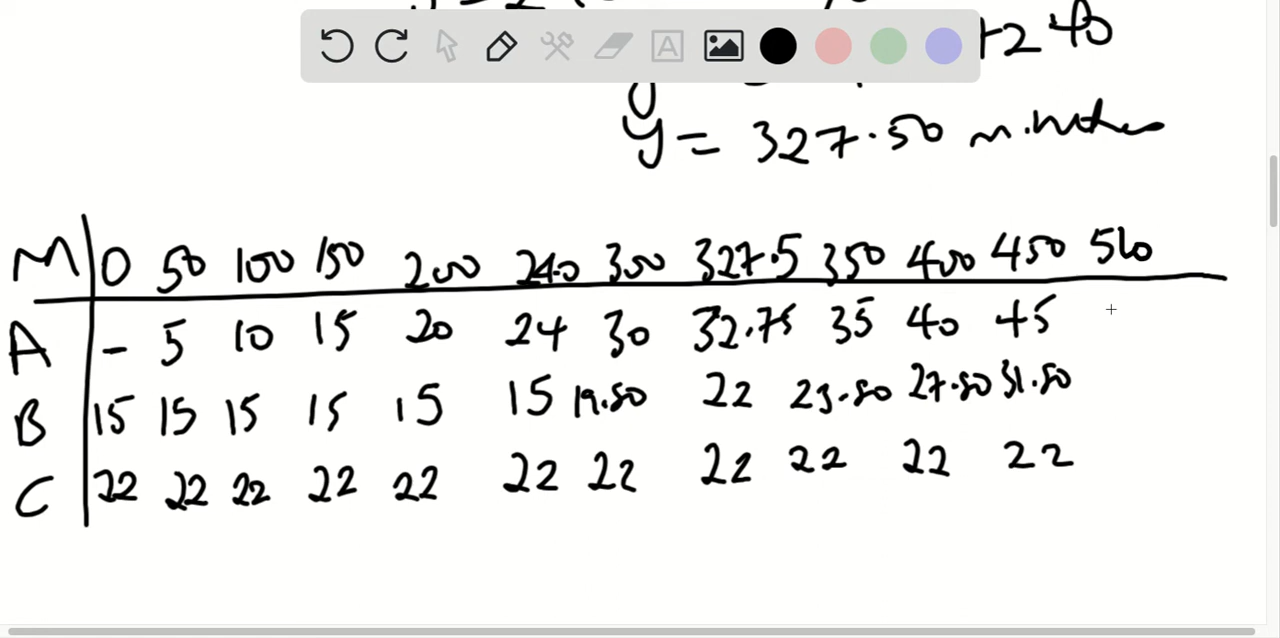 +240
y = 327.50 minutes
M 0 50 100 150 200 240 300 327.5 350 400 450 500
A - 5 10 15 20 24 30 32.75 35 40 45
B 15 15 15 15 15 15 19.50 22 23.50 27.50 31.50
C 22 22 22 22 22 22 22 22 22 22 22